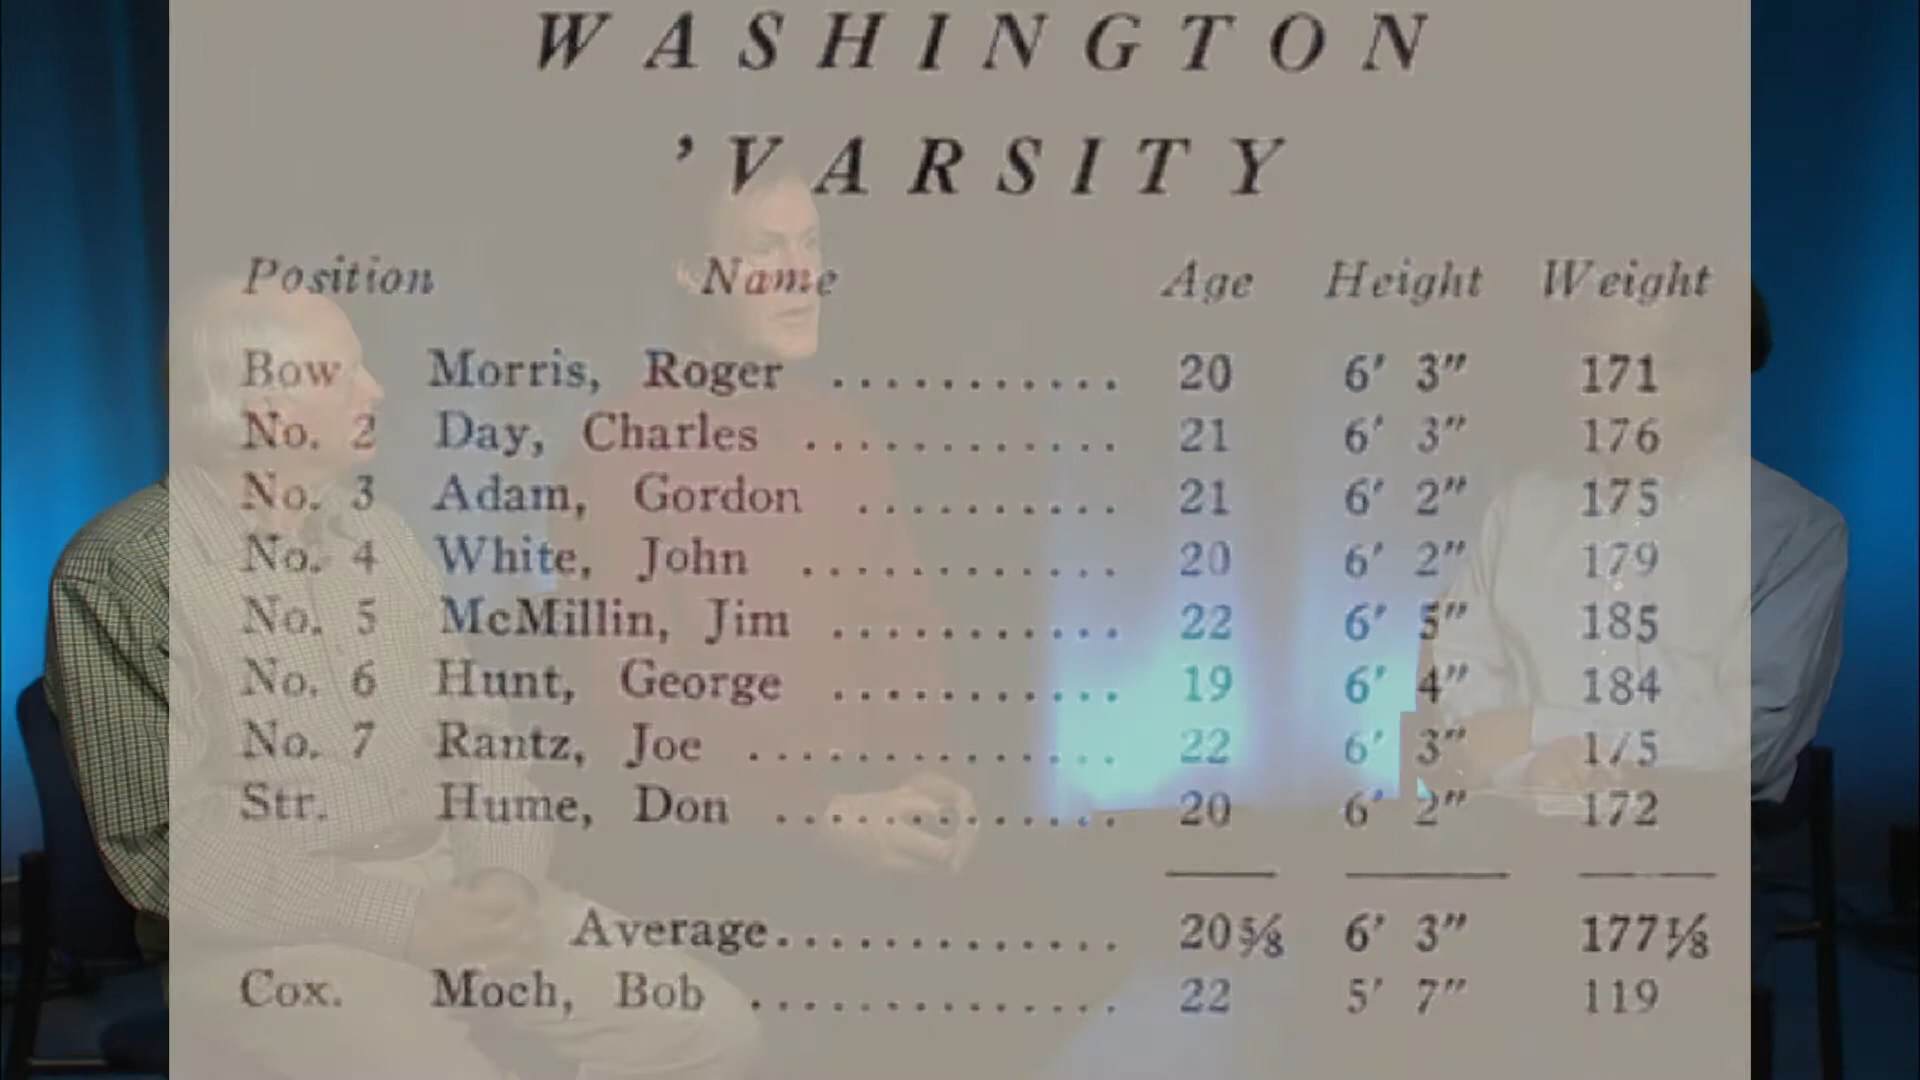 WASHINGTON
'VARSITY
Position Name Age Height Weight
Bow Morris, Roger ........... 20 6' 3" 171
No. 2 Day, Charles ............ 21 6' 3" 176
No. 3 Adam, Gordon .......... 21 6' 2" 175
No. 4 White, John ............ 20 6' 2" 179
No. 5 McMillin, Jim ........... 22 6' 5" 185
No. 6 Hunt, George ........... 19 6' 4" 184
No. 7 Rantz, Joe .............. 22 6' 3" 175
Str. Hume, Don ............. 20 6' 2" 172
Average.............. 20⅝ 6' 3" 177⅛
Cox. Moch, Bob .............. 22 5' 7" 119